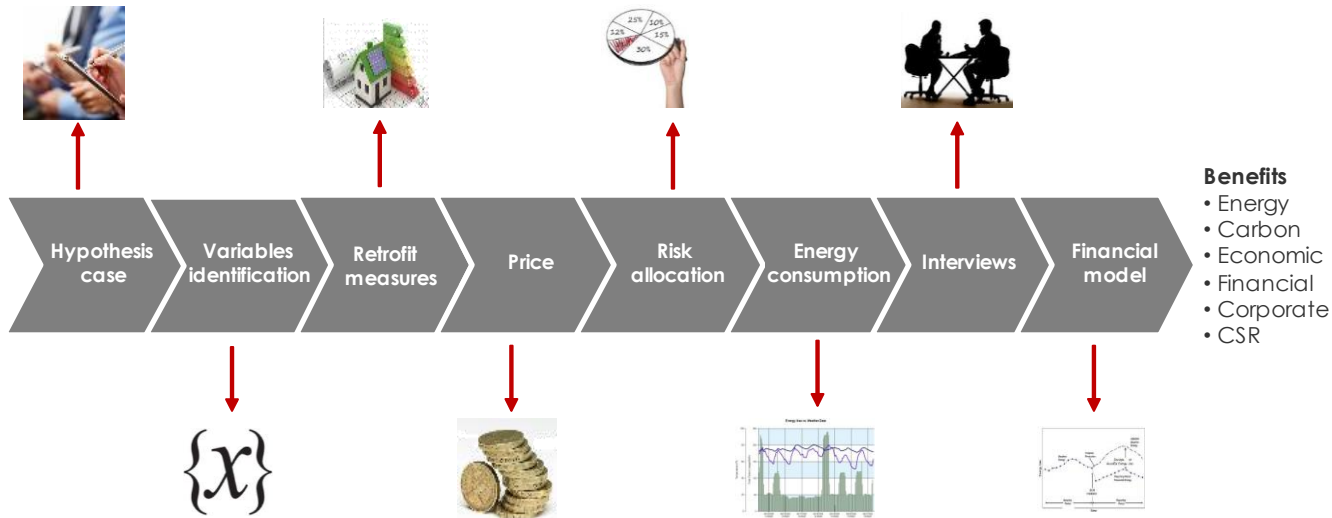 25%
10%
12%
15%
30%
Hypothesis
case
Variables
identification
Retrofit
measures
Price
Risk
allocation
Energy
consumption
Interviews
Financial
model
Benefits
• Energy
• Carbon
• Economic
• Financial
• Corporate
• CSR
{x}